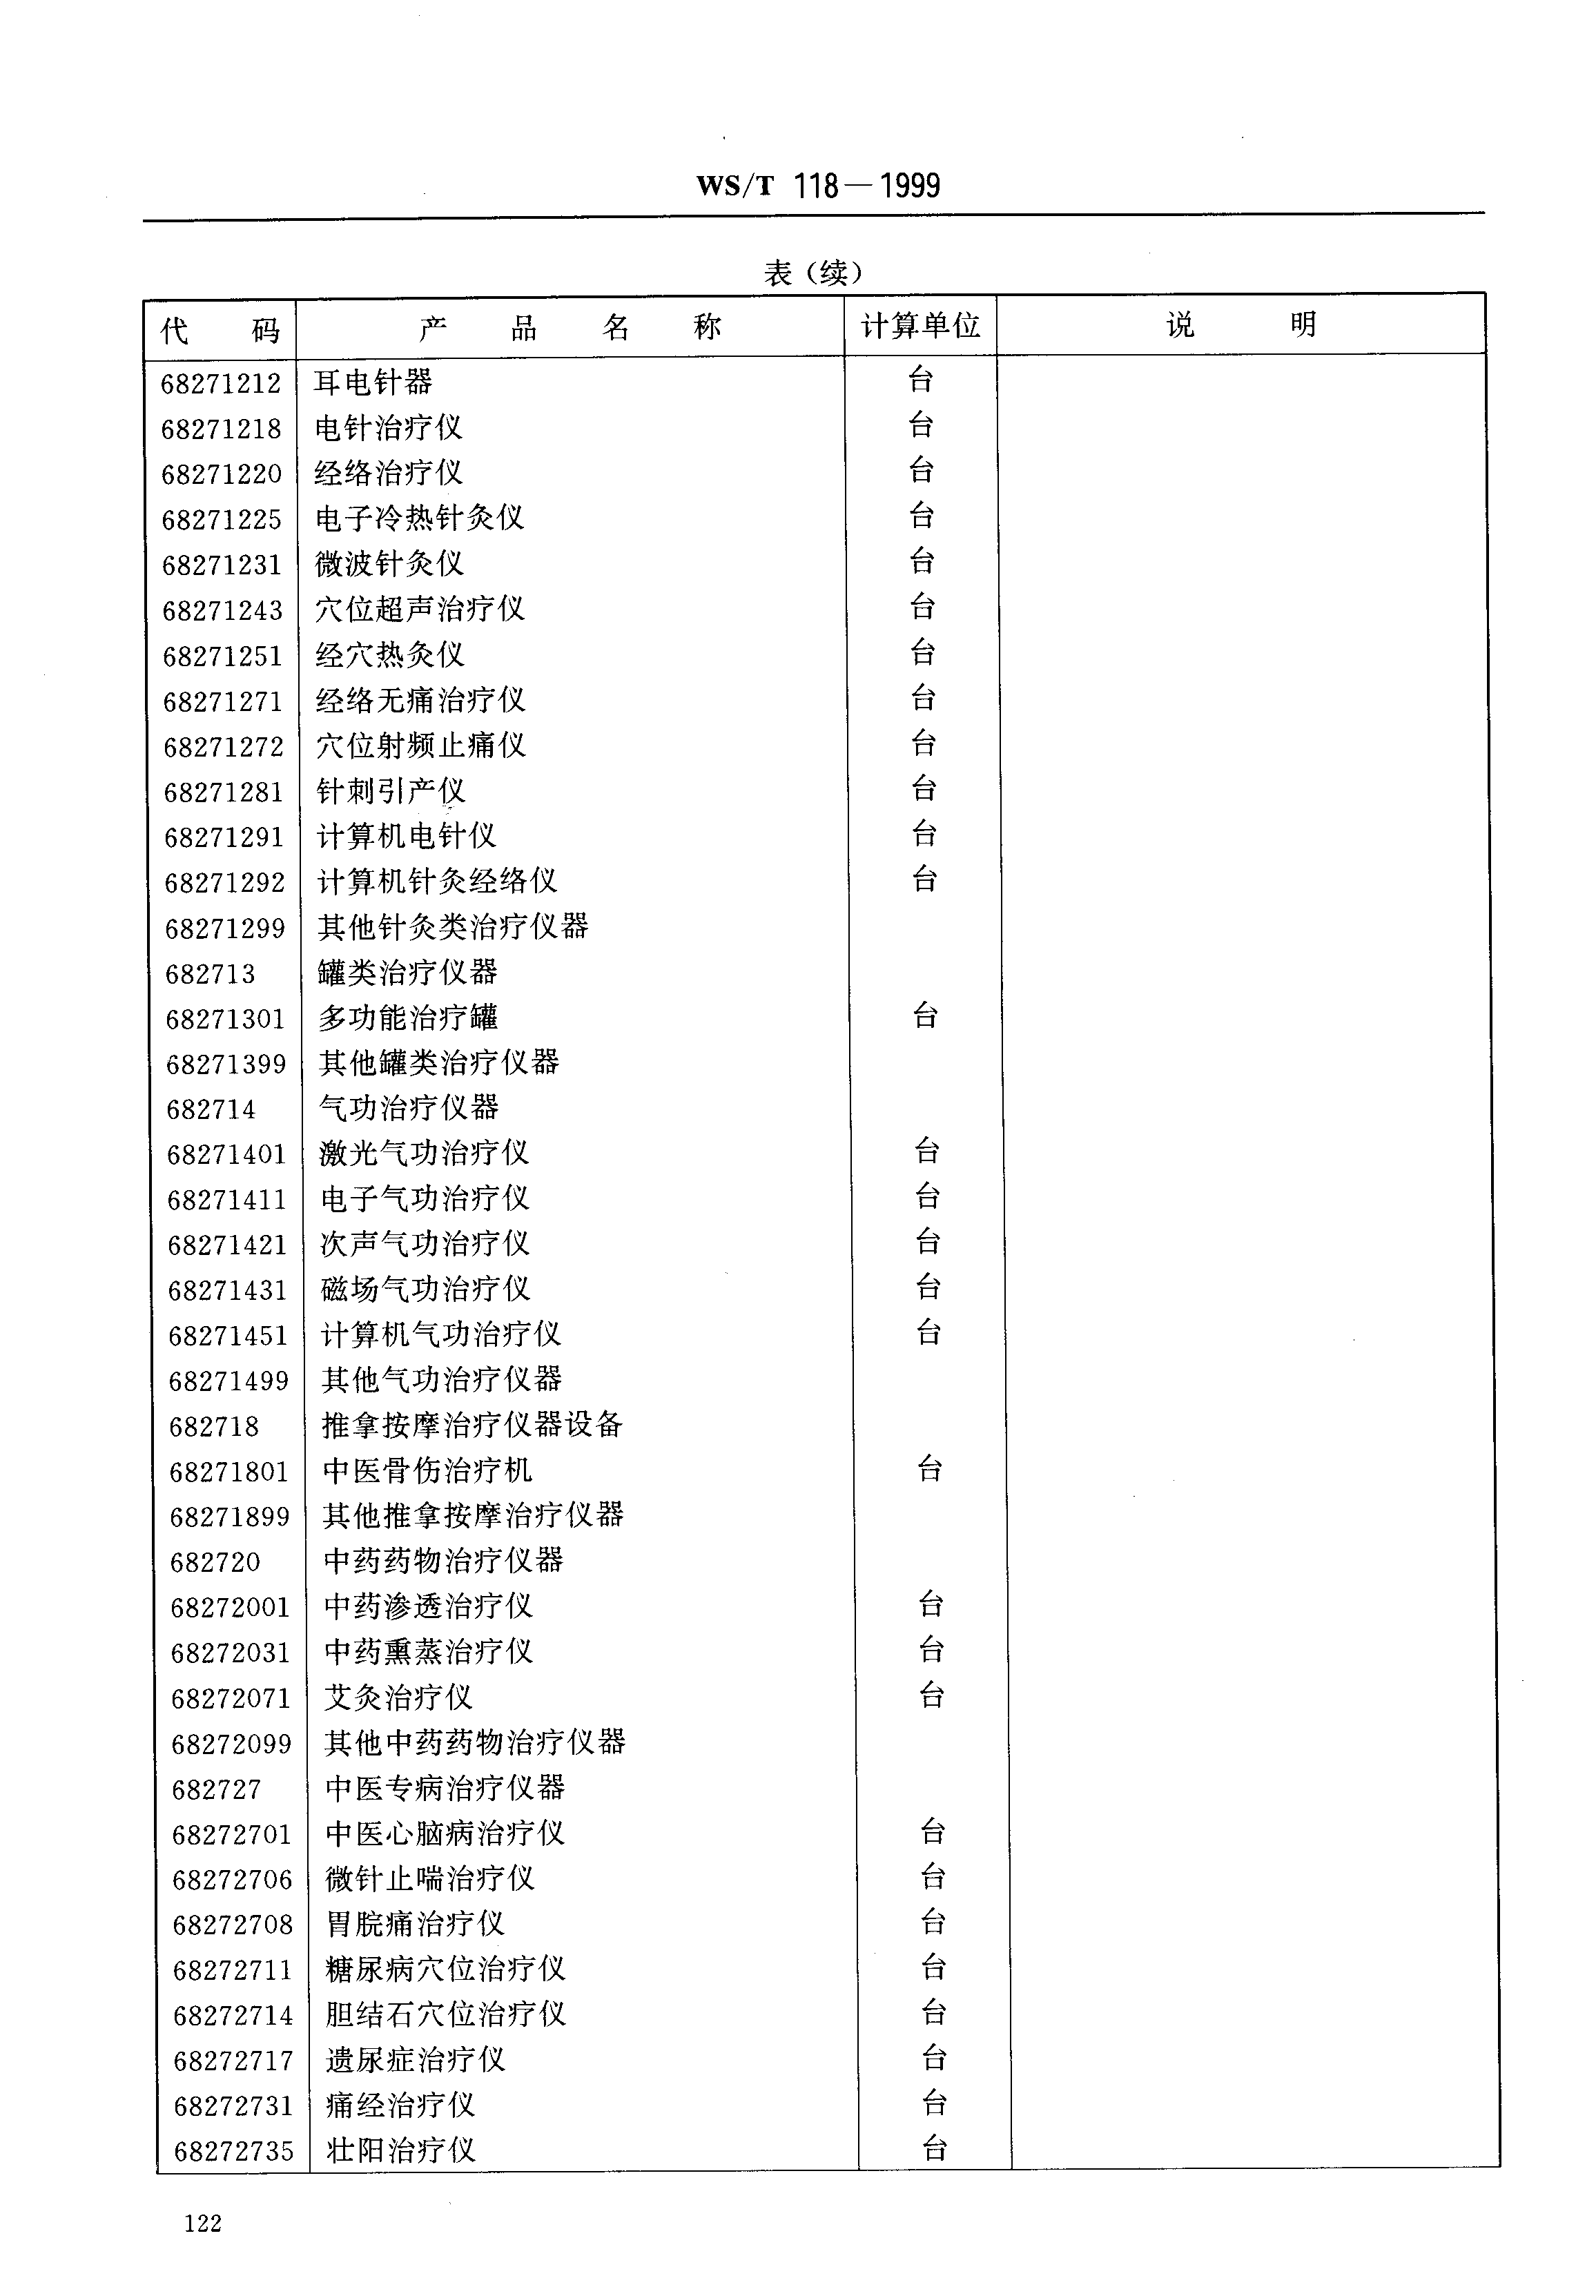 WS/T 118—1999
表（续）
代 码 产 品 名 称 计算单位 说 明
68271212 耳电针器 台
68271218 电针治疗仪 台
68271220 经络治疗仪 台
68271225 电子冷热针灸仪 台
68271231 微波针灸仪 台
68271243 穴位超声治疗仪 台
68271251 经穴热灸仪 台
68271271 经络无痛治疗仪 台
68271272 穴位射频止痛仪 台
68271281 针刺引产仪 台
68271291 计算机电针仪 台
68271292 计算机针灸经络仪 台
68271299 其他针灸类治疗仪器
682713 罐类治疗仪器
68271301 多功能治疗罐 台
68271399 其他罐类治疗仪器
682714 气功治疗仪器
68271401 激光气功治疗仪 台
68271411 电子气功治疗仪 台
68271421 次声气功治疗仪 台
68271431 磁场气功治疗仪 台
68271451 计算机气功治疗仪 台
68271499 其他气功治疗仪器
682718 推拿按摩治疗仪器设备
68271801 中医骨伤治疗机 台
68271899 其他推拿按摩治疗仪器
682720 中药药物治疗仪器
68272001 中药渗透治疗仪 台
68272031 中药熏蒸治疗仪 台
68272071 艾灸治疗仪 台
68272099 其他中药药物治疗仪器
682727 中医专病治疗仪器
68272701 中医心脑病治疗仪 台
68272706 微针止喘治疗仪 台
68272708 胃脘痛治疗仪 台
68272711 糖尿病穴位治疗仪 台
68272714 胆结石穴位治疗仪 台
68272717 遗尿症治疗仪 台
68272731 痛经治疗仪 台
68272735 壮阳治疗仪 台
122